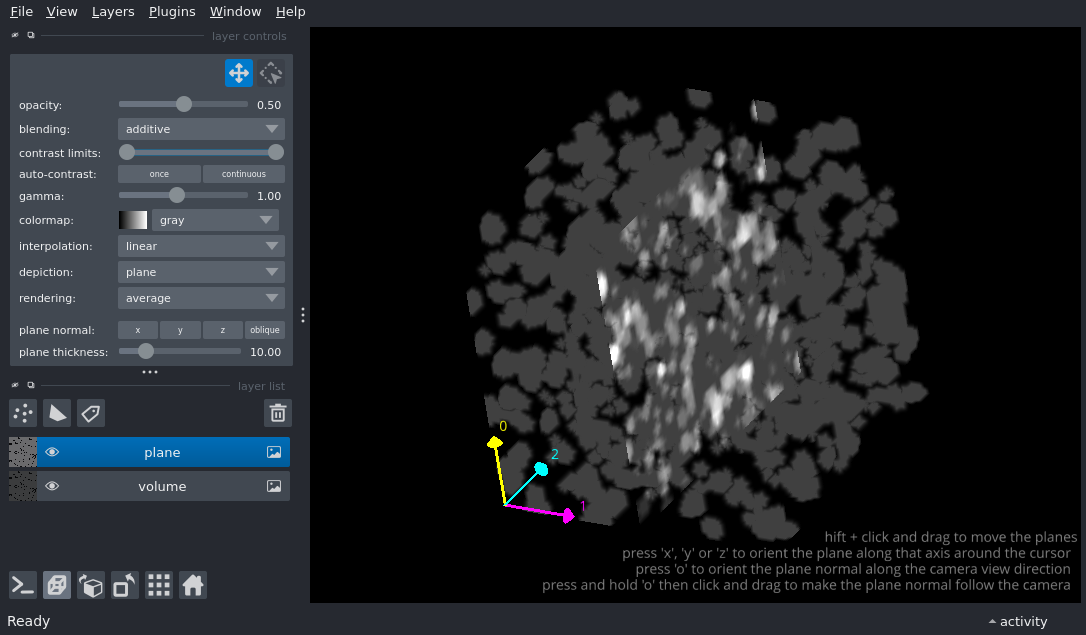 File View Layers Plugins Window Help
layer controls
opacity: 0.50
blending: additive
contrast limits:
auto-contrast: once continuous
gamma: 1.00
colormap: gray
interpolation: linear
depiction: plane
rendering: average
plane normal: x y z oblique
plane thickness: 10.00
layer list
plane
volume
0
2
1
hift + click and drag to move the planes
press 'x', 'y' or 'z' to orient the plane along that axis around the cursor
press 'o' to orient the plane normal along the camera view direction
press and hold 'o' then click and drag to make the plane normal follow the camera
Ready
activity